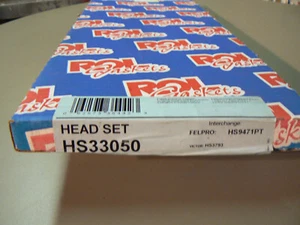 ROL
Gaskets
Interchange:
HEAD SET
FELPRO: HS9471PT
HS33050